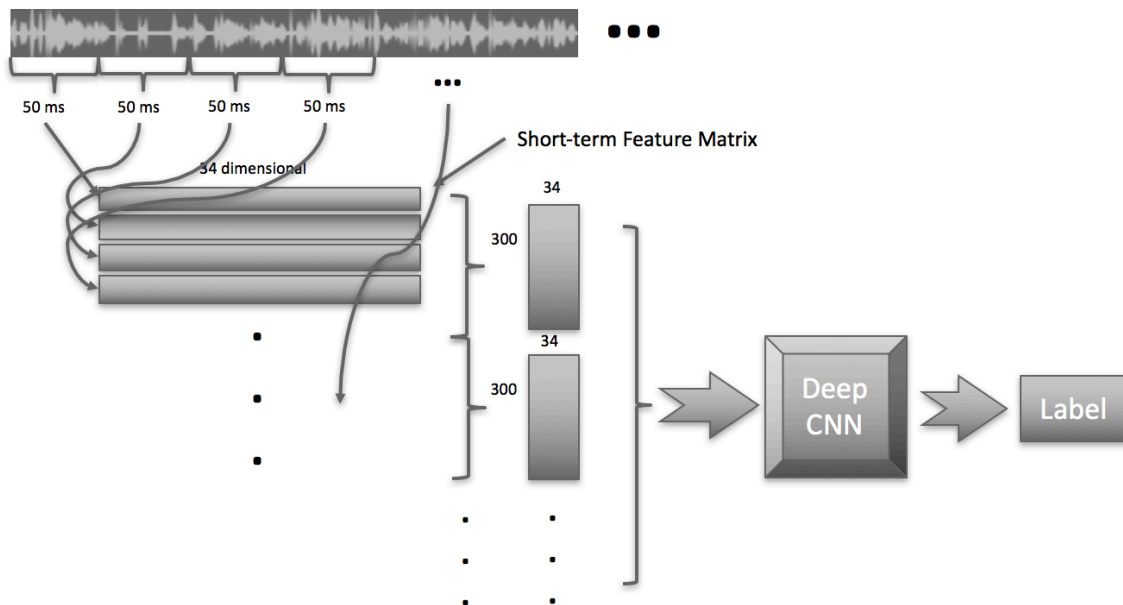 50 ms
50 ms
50 ms
50 ms
Short-term Feature Matrix
34 dimensional
34
300
34
300
Deep
CNN
Label